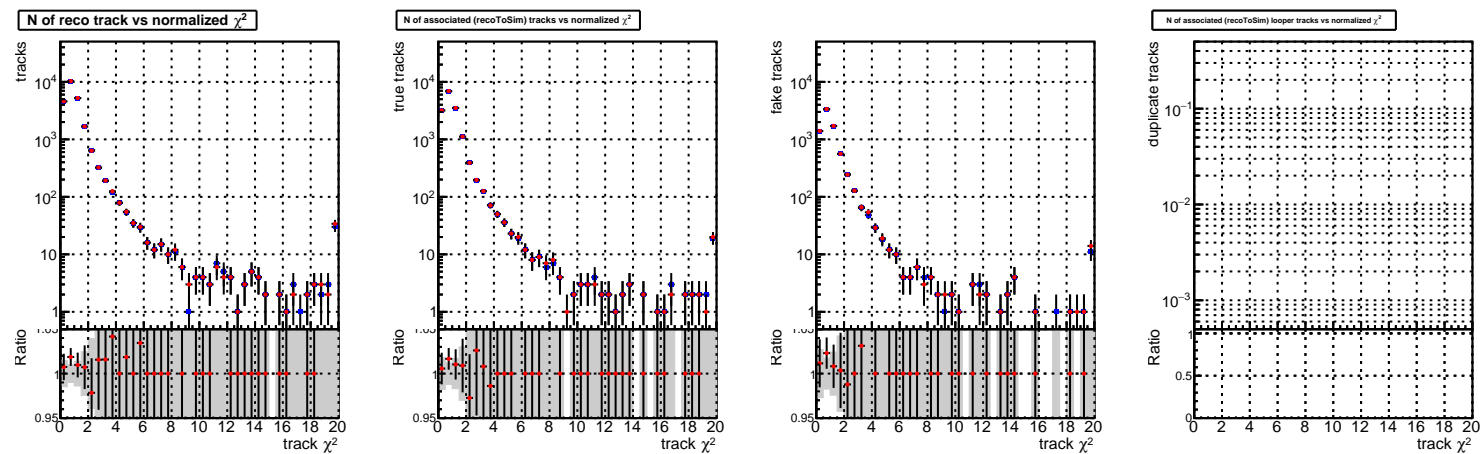 N of reco track vs normalized χ²
tracks
10⁴
10³
10²
10
1
Ratio
1.05
1
0.95
0 2 4 6 8 10 12 14 16 18 20
track χ²
N of associated (recoToSim) tracks vs normalized χ²
true tracks
10⁴
10³
10²
10
1
Ratio
1.05
1
0.95
0 2 4 6 8 10 12 14 16 18 20
track χ²
fake tracks
10⁴
10³
10²
10
1
Ratio
1.05
1
0.95
0 2 4 6 8 10 12 14 16 18 20
track χ²
N of associated (recoToSim) looper tracks vs normalized χ²
duplicate tracks
10⁻¹
10⁻²
10⁻³
Ratio
1
0.5
0
0 2 4 6 8 10 12 14 16 18 20
track χ²